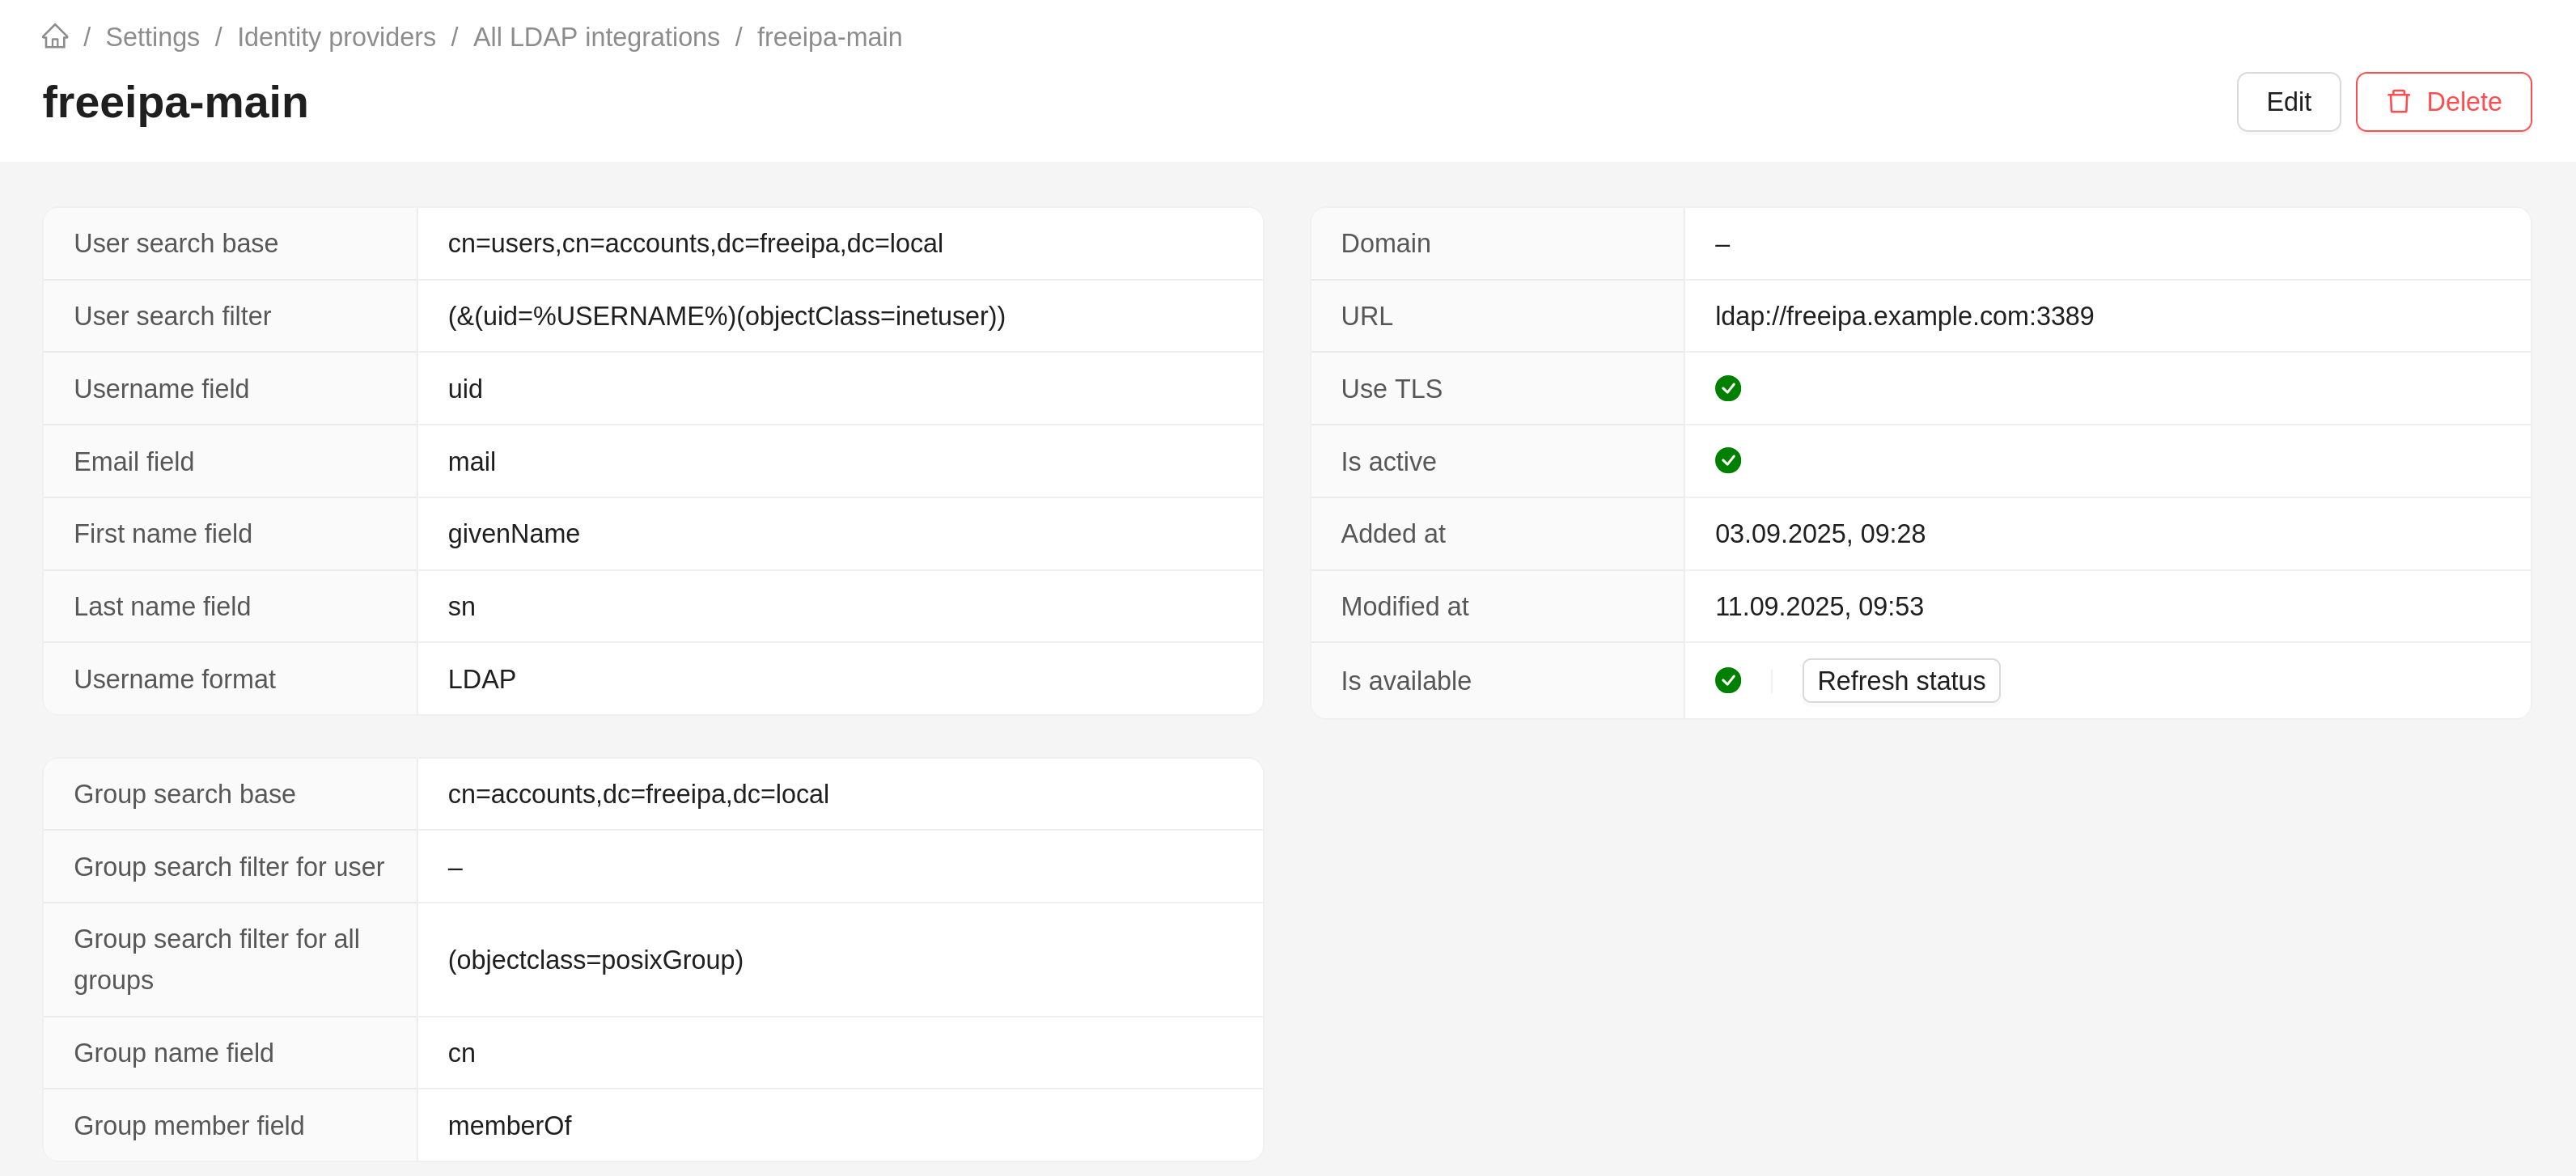 / Settings / Identity providers / All LDAP integrations / freeipa-main
freeipa-main
Edit
Delete
User search base cn=users,cn=accounts,dc=freeipa,dc=local
User search filter (&(uid=%USERNAME%)(objectClass=inetuser))
Username field uid
Email field mail
First name field givenName
Last name field sn
Username format LDAP
Domain –
URL ldap://freeipa.example.com:3389
Use TLS
Is active
Added at 03.09.2025, 09:28
Modified at 11.09.2025, 09:53
Is available Refresh status
Group search base cn=accounts,dc=freeipa,dc=local
Group search filter for user –
Group search filter for all
groups
(objectclass=posixGroup)
Group name field cn
Group member field memberOf